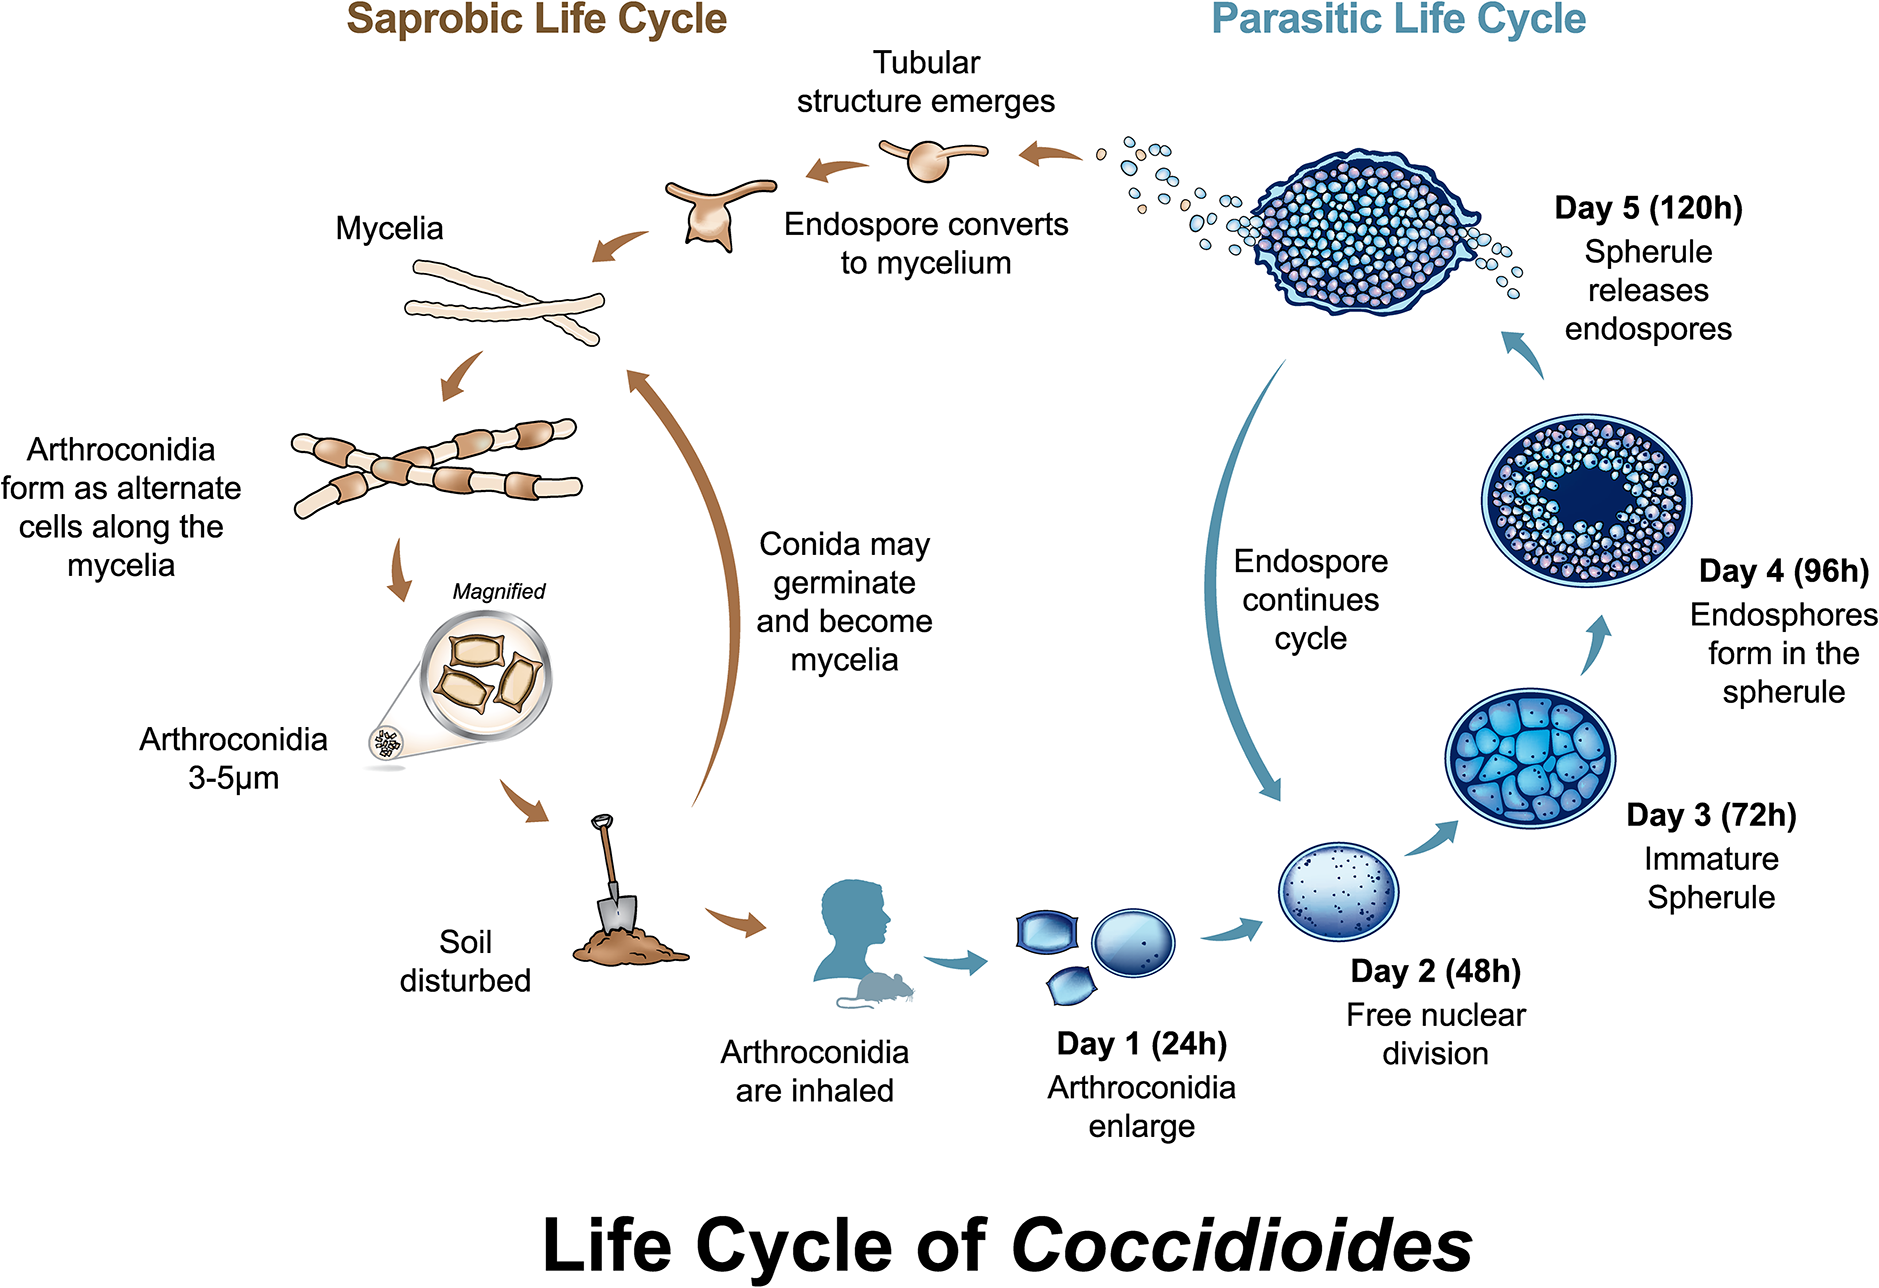 Saprobic Life Cycle
Parasitic Life Cycle
Tubular
structure emerges
Endospore converts
to mycelium
Mycelia
Arthroconidia
form as alternate
cells along the
mycelia
Magnified
Arthroconidia
3-5µm
Conida may
germinate
and become
mycelia
Soil
disturbed
Arthroconidia
are inhaled
Day 1 (24h)
Arthroconidia
enlarge
Day 2 (48h)
Free nuclear
division
Day 3 (72h)
Immature
Spherule
Day 4 (96h)
Endosphores
form in the
spherule
Day 5 (120h)
Spherule
releases
endospores
Endospore
continues
cycle
Life Cycle of Coccidioides